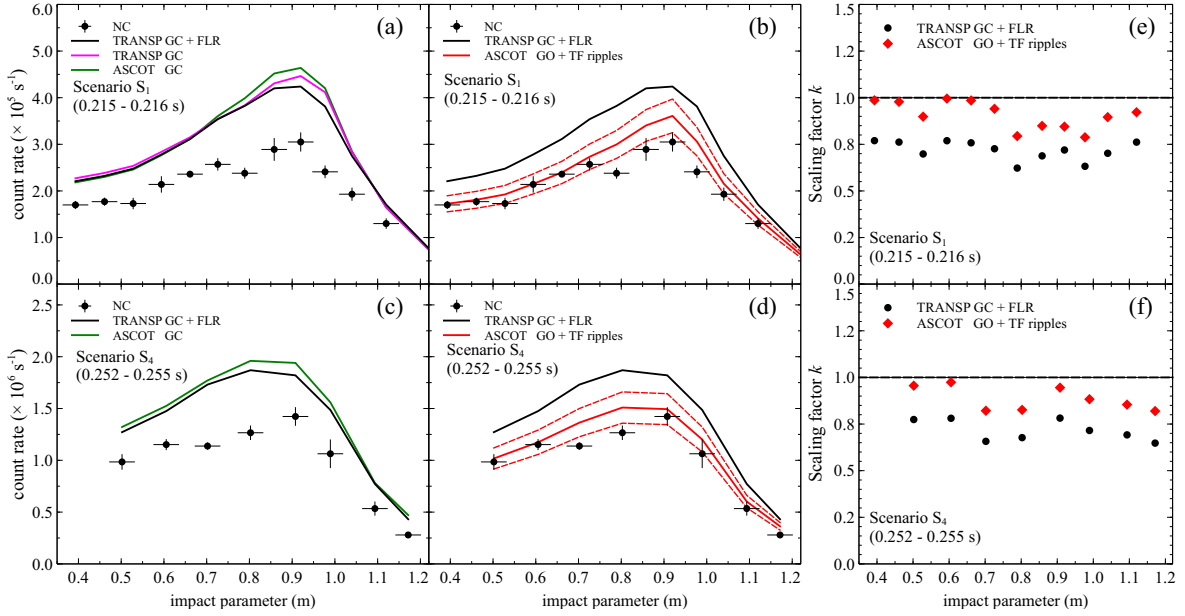 (a)
NC
TRANSP GC + FLR
TRANSP GC
ASCOT GC
Scenario S₁
(0.215 - 0.216 s)
count rate (× 10⁵ s⁻¹)
6.0
5.0
4.0
3.0
2.0
1.0
0.0
(b)
NC
TRANSP GC + FLR
ASCOT GO + TF ripples
Scenario S₁
(0.215 - 0.216 s)
(e)
TRANSP GC + FLR
ASCOT GO + TF ripples
Scenario S₁
(0.215 - 0.216 s)
Scaling factor k
1.5
1.2
1.0
0.8
0.5
0.2
0.0
(c)
NC
TRANSP GC + FLR
ASCOT GC
Scenario S₄
(0.252 - 0.255 s)
count rate (× 10⁶ s⁻¹)
2.5
2.0
1.5
1.0
0.5
0.0
0.4 0.5 0.6 0.7 0.8 0.9 1.0 1.1
impact parameter (m)
(d)
NC
TRANSP GC + FLR
ASCOT GO + TF ripples
Scenario S₄
(0.252 - 0.255 s)
0.4 0.5 0.6 0.7 0.8 0.9 1.0 1.1 1.2
impact parameter (m)
(f)
TRANSP GC + FLR
ASCOT GO + TF ripples
Scenario S₄
(0.252 - 0.255 s)
Scaling factor k
1.5
1.2
1.0
0.8
0.5
0.2
0.0
0.4 0.5 0.6 0.7 0.8 0.9 1.0 1.1 1.2
impact parameter (m)